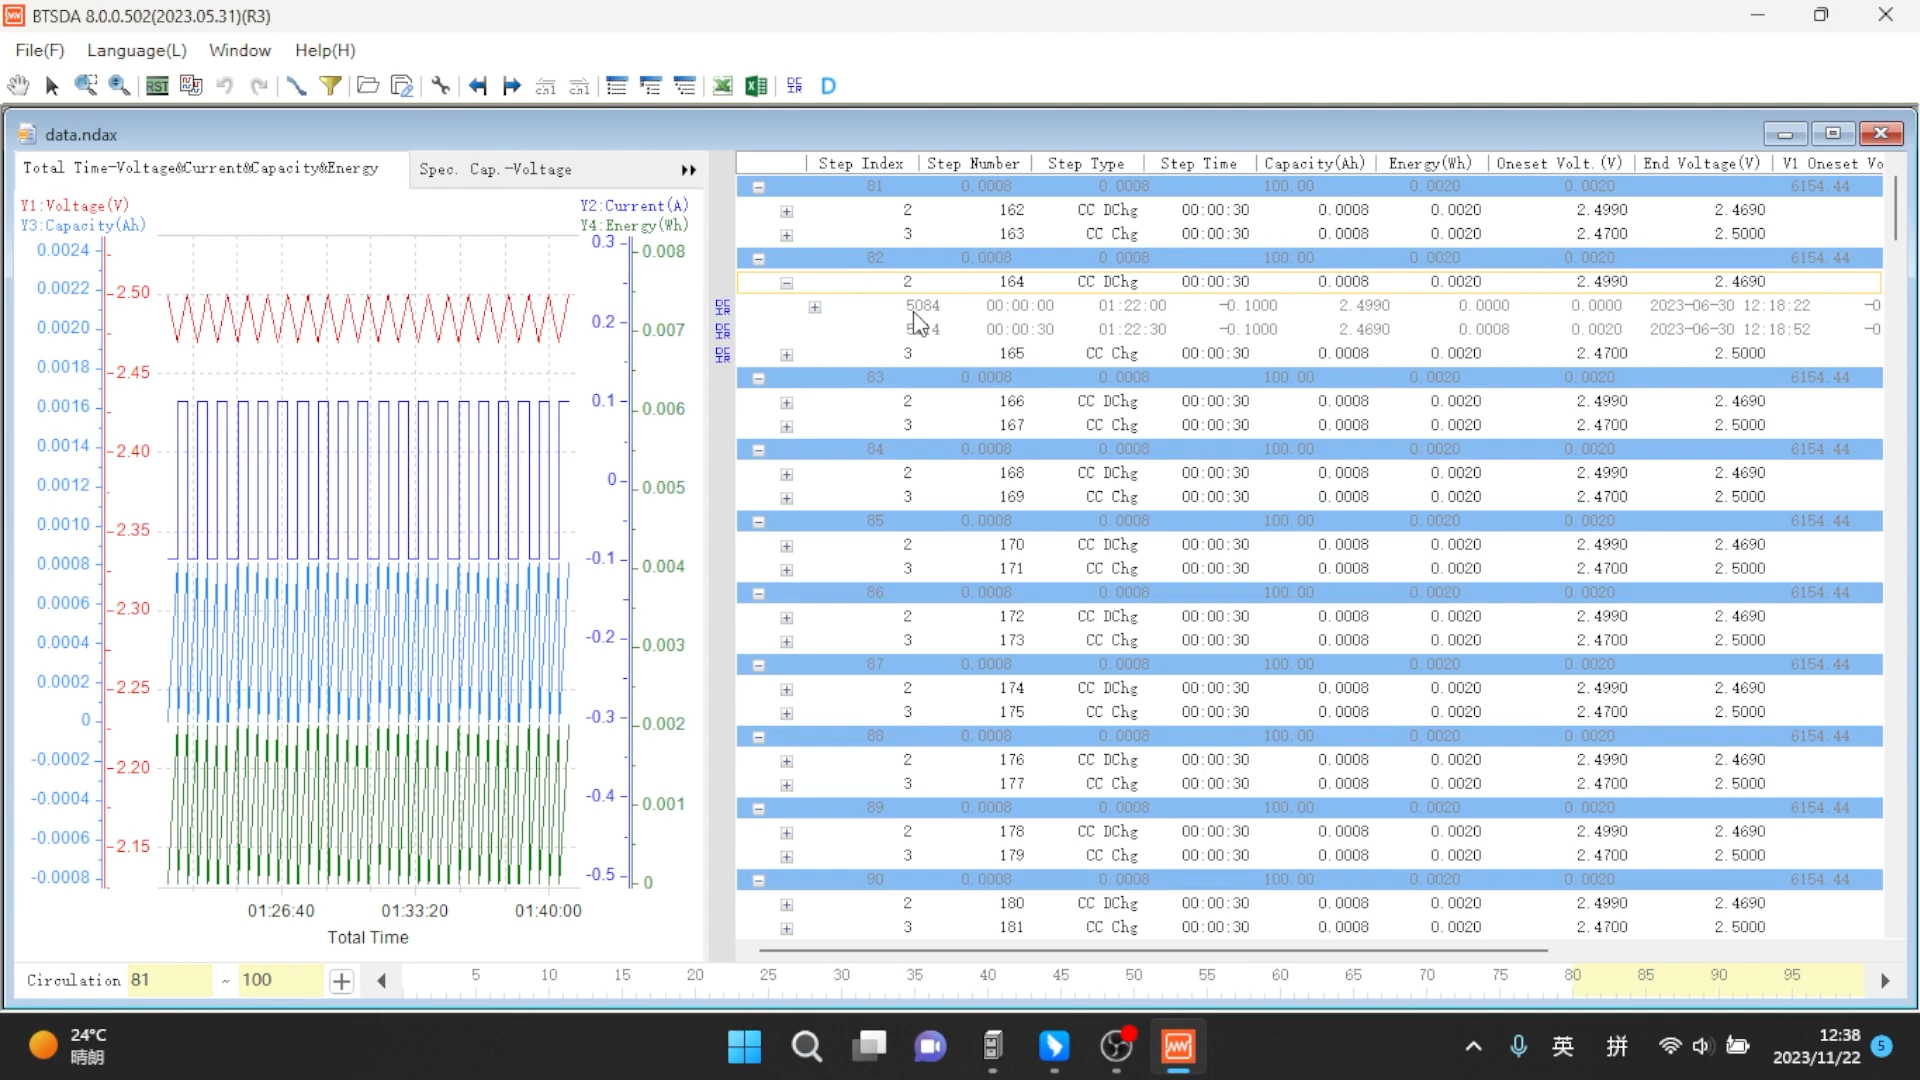 BTSDA 8.0.0.502(2023.05.31)(R3)
File(F) Language(L) Window Help(H)
RST ch1 ch1 DC IR D
data.ndax
Total Time-Voltage&Current&Capacity&Energy Spec. Cap.-Voltage
Y1:Voltage(V) Y2:Current(A)
Y3:Capacity(Ah) Y4:Energy(Wh)
0.0024
0.0022
0.0020
0.0018
0.0016
0.0014
0.0012
0.0010
0.0008
0.0006
0.0004
0.0002
0
-0.0002
-0.0004
-0.0006
-0.0008
2.50
2.45
2.40
2.35
2.30
2.25
2.20
2.15
0.3
0.2
0.1
0
-0.1
-0.2
-0.3
-0.4
-0.5
0.008
0.007
0.006
0.005
0.004
0.003
0.002
0.001
0
01:26:40 01:33:20 01:40:00
Total Time
Step Index Step Number Step Type Step Time Capacity(Ah) Energy(Wh) Oneset Volt.(V) End Voltage(V) V1 Oneset Vo
81 0.0008 0.0008 100.00 0.0020 0.0020 6154.44
2 162 CC DChg 00:00:30 0.0008 0.0020 2.4990 2.4690
3 163 CC Chg 00:00:30 0.0008 0.0020 2.4700 2.5000
82 0.0008 0.0008 100.00 0.0020 0.0020 6154.44
2 164 CC DChg 00:00:30 0.0008 0.0020 2.4990 2.4690
DC IR 5084 00:00:00 01:22:00 -0.1000 2.4990 0.0000 0.0000 2023-06-30 12:18:22 -0
DC IR 00:00:30 01:22:30 -0.1000 2.4690 0.0008 0.0020 2023-06-30 12:18:52 -0
DC IR 3 165 CC Chg 00:00:30 0.0008 0.0020 2.4700 2.5000
83 0.0008 0.0008 100.00 0.0020 0.0020 6154.44
2 166 CC DChg 00:00:30 0.0008 0.0020 2.4990 2.4690
3 167 CC Chg 00:00:30 0.0008 0.0020 2.4700 2.5000
84 0.0008 0.0008 100.00 0.0020 0.0020 6154.44
2 168 CC DChg 00:00:30 0.0008 0.0020 2.4990 2.4690
3 169 CC Chg 00:00:30 0.0008 0.0020 2.4700 2.5000
85 0.0008 0.0008 100.00 0.0020 0.0020 6154.44
2 170 CC DChg 00:00:30 0.0008 0.0020 2.4990 2.4690
3 171 CC Chg 00:00:30 0.0008 0.0020 2.4700 2.5000
86 0.0008 0.0008 100.00 0.0020 0.0020 6154.44
2 172 CC DChg 00:00:30 0.0008 0.0020 2.4990 2.4690
3 173 CC Chg 00:00:30 0.0008 0.0020 2.4700 2.5000
87 0.0008 0.0008 100.00 0.0020 0.0020 6154.44
2 174 CC DChg 00:00:30 0.0008 0.0020 2.4990 2.4690
3 175 CC Chg 00:00:30 0.0008 0.0020 2.4700 2.5000
88 0.0008 0.0008 100.00 0.0020 0.0020 6154.44
2 176 CC DChg 00:00:30 0.0008 0.0020 2.4990 2.4690
3 177 CC Chg 00:00:30 0.0008 0.0020 2.4700 2.5000
89 0.0008 0.0008 100.00 0.0020 0.0020 6154.44
2 178 CC DChg 00:00:30 0.0008 0.0020 2.4990 2.4690
3 179 CC Chg 00:00:30 0.0008 0.0020 2.4700 2.5000
90 0.0008 0.0008 100.00 0.0020 0.0020 6154.44
2 180 CC DChg 00:00:30 0.0008 0.0020 2.4990 2.4690
3 181 CC Chg 00:00:30 0.0008 0.0020 2.4700 2.5000
Circulation 81 ~ 100 5 10 15 20 25 30 35 40 45 50 55 60 65 70 75 80 85 90 95
24°C
晴朗
英 拼
12:38
2023/11/22
5